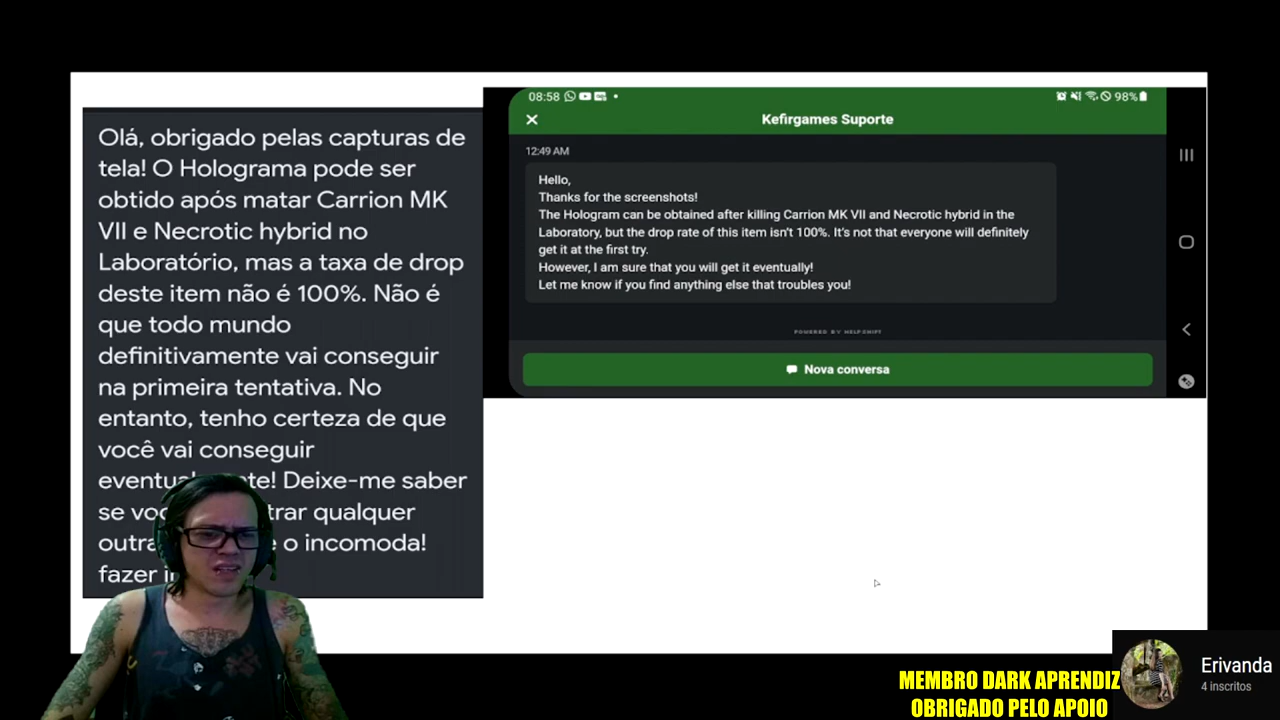 Olá, obrigado pelas capturas de
tela! O Holograma pode ser
obtido após matar Carrion MK
VII e Necrotic hybrid no
Laboratório, mas a taxa de drop
deste item não é 100%. Não é
que todo mundo
definitivamente vai conseguir
na primeira tentativa. No
entanto, tenho certeza de que
você vai conseguir
Deixe-me saber
se qualquer
o incomoda!
fazer
08:58
98%
Kefirgames Suporte
12:49 AM
Hello,
Thanks for the screenshots!
The Hologram can be obtained after killing Carrion MK VII and Necrotic hybrid in the
Laboratory, but the drop rate of this item isn't 100%. It's not that everyone will definitely
get it at the first try.
However, I am sure that you will get it eventually!
Let me know if you find anything else that troubles you!
POWERED BY HELPSHIFT
Nova conversa
MEMBRO DARK APRENDIZ
OBRIGADO PELO APOIO
Erivanda
4 inscritos